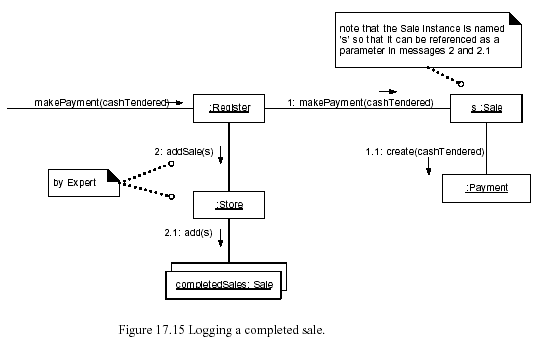 note that the Sale instance is named
's' so that it can be referenced as a
parameter in messages 2 and 2.1
makePayment(cashTendered)
:Register
1: makePayment(cashTendered)
s :Sale
2: addSale(s)
1.1: create(cashTendered)
by Expert
:Payment
:Store
2.1: add(s)
completedSales: Sale
Figure 17.15 Logging a completed sale.